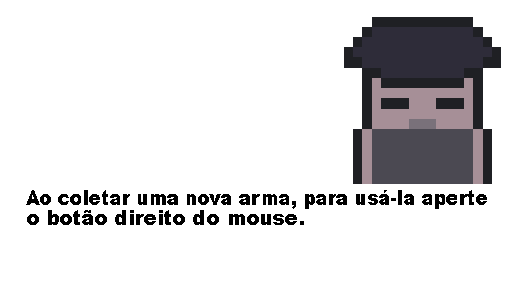 Ao coletar uma nova arma, para usá-la aperte
o botão direito do mouse.